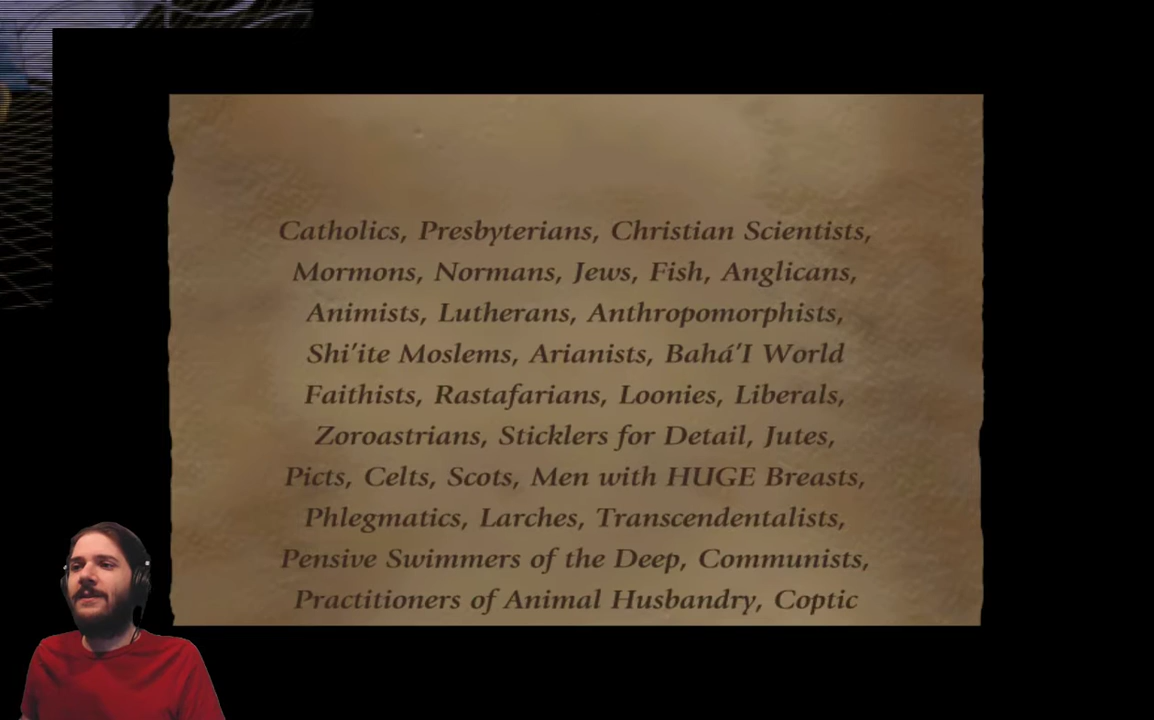 Catholics, Presbyterians, Christian Scientists,
Mormons, Normans, Jews, Fish, Anglicans,
Animists, Lutherans, Anthropomorphists,
Shi'ite Moslems, Arianists, Bahá'I World
Faithists, Rastafarians, Loonies, Liberals,
Zoroastrians, Sticklers for Detail, Jutes,
Picts, Celts, Scots, Men with HUGE Breasts,
Phlegmatics, Larches, Transcendentalists,
Pensive Swimmers of the Deep, Communists,
Practitioners of Animal Husbandry, Coptic